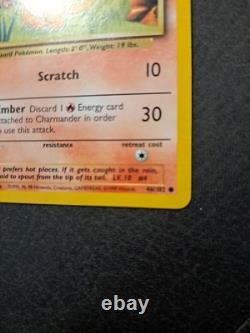 ard Pokémon. Length: 2' 0", Weight: 19 lbs.
Scratch 10
mber Discard 1 Energy card
ttached to Charmander in order
o use this attack. 30
resistance retreat cost
prefers hot places. If it gets caught in the rain,
aid to spout from the tip of its tail. LV. 10 #4
46/102